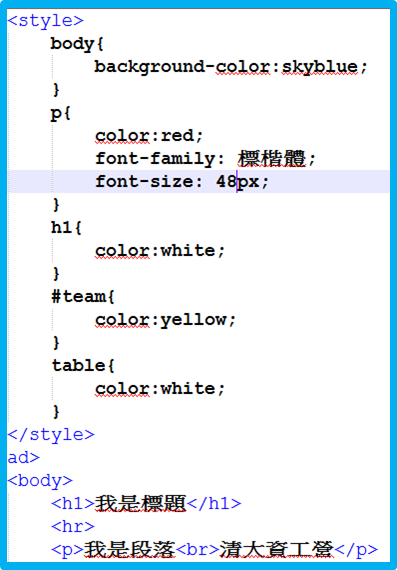 <style>
body{
background-color:skyblue;
}
p{
color:red;
font-family: 標楷體;
font-size: 48px;
}
h1{
color:white;
}
#team{
color:yellow;
}
table{
color:white;
}
</style>
ad>
<body>
<h1>我是標題</h1>
<hr>
<p>我是段落<br>清大資工營</p>